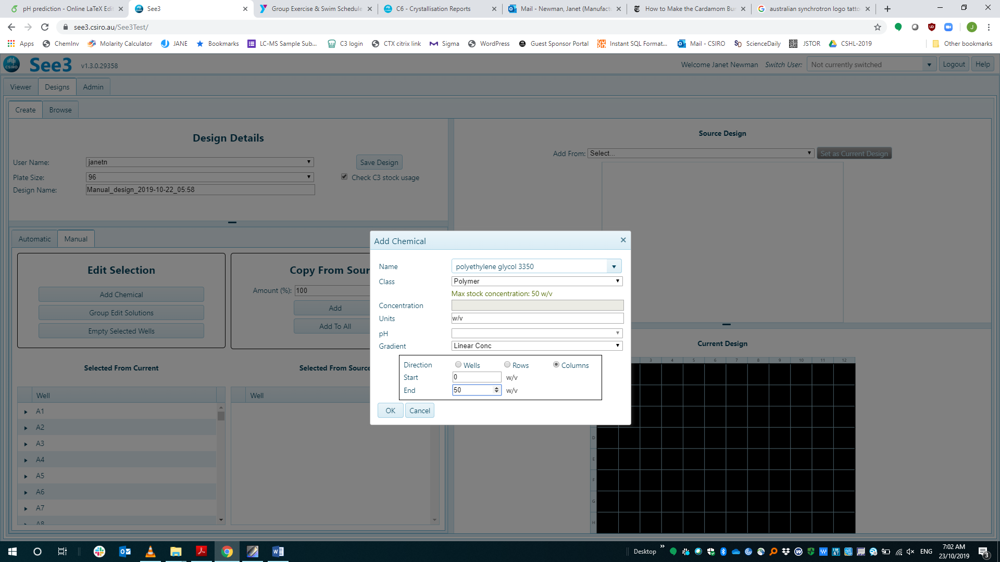 pH prediction - Online LaTeX Edit
See3
Group Exercise & Swim Schedule
C6 - Crystallisation Reports
Mail - Newman, Janet (Manufactu
How to Make the Cardamom Bun
australian synchrotron logo tatto
see3.csiro.au/See3Test/
J
Apps
ChemInv
Molarity Calculator
JANE
Bookmarks
LC-MS Sample Sub...
C3 login
CTX citrix link
Sigma
WordPress
Guest Sponsor Portal
Instant SQL Format...
Mail - CSIRO
ScienceDaily
JSTOR
CSHL-2019
Other bookmarks
CSIRO
See3 v1.3.0.29358
Welcome Janet Newman Switch User: Not currently switched Logout Help
Viewer Designs Admin
Create Browse
Design Details
User Name: janetn Save Design
Plate Size: 96 Check C3 stock usage
Design Name: Manual_design_2019-10-22_05:58
Source Design
Add From: Select... Set as Current Design
Automatic Manual
Edit Selection
Add Chemical
Group Edit Solutions
Empty Selected Wells
Copy From Sour
Amount (%): 100
Add
Add To All
Selected From Current
Well
A1
A2
A3
A4
A5
A6
A7
A8
Selected From Source
Well
Add Chemical
Name polyethylene glycol 3350
Class Polymer
Max stock concentration: 50 w/v
Concentration
Units w/v
pH
Gradient Linear Conc
Direction Wells Rows Columns
Start 0 w/v
End 50 w/v
OK Cancel
Current Design
3 4 5 6 7 8 9 10 11 12
D
E
F
G
H
Desktop
ENG
7:02 AM
23/10/2019
3